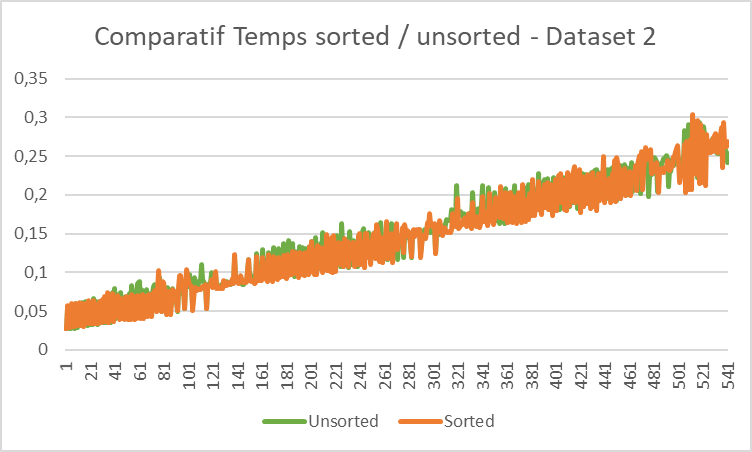 Comparatif Temps sorted / unsorted - Dataset 2
0,35
0,3
0,25
0,2
0,15
0,1
0,05
0
1 21 41 61 81 101 121 141 161 181 201 221 241 261 281 301 321 341 361 381 401 421 441 461 481 501 521 541
Unsorted Sorted